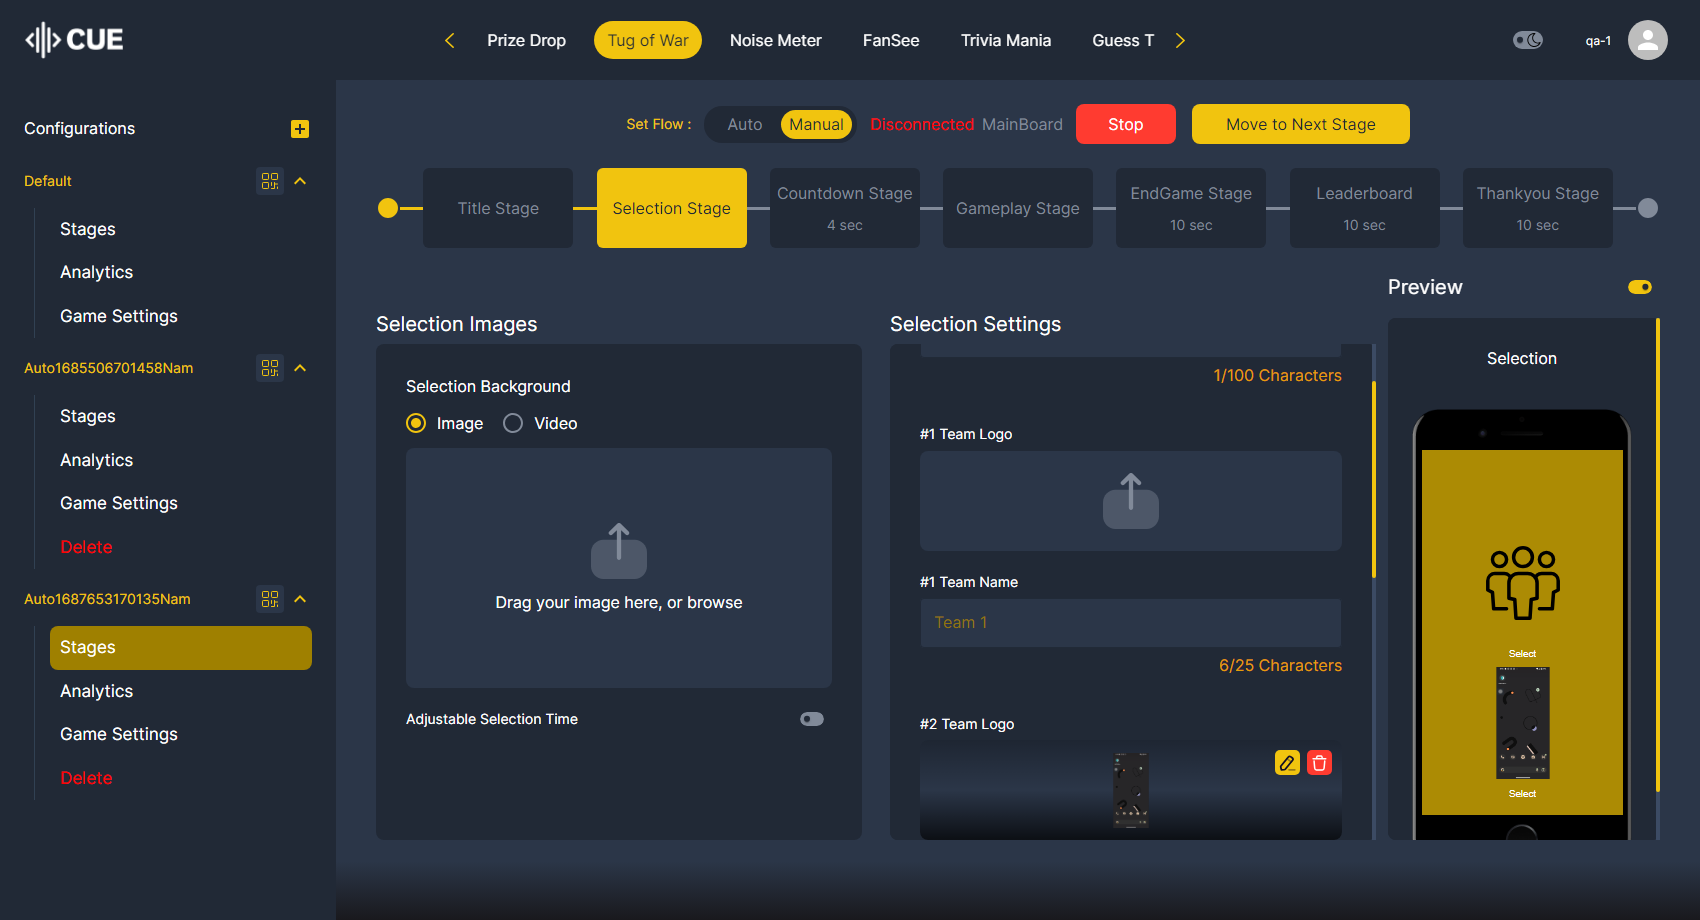 CUE
Prize Drop
Tug of War
Noise Meter
FanSee
Trivia Mania
Guess T
qa-1
Configurations
Default
Stages
Analytics
Game Settings
Auto1685506701458Nam
Stages
Analytics
Game Settings
Delete
Auto1687653170135Nam
Stages
Analytics
Game Settings
Delete
Set Flow :
Auto
Manual
Disconnected MainBoard
Stop
Move to Next Stage
Title Stage
Selection Stage
Countdown Stage
4 sec
Gameplay Stage
EndGame Stage
10 sec
Leaderboard
10 sec
Thankyou Stage
10 sec
Selection Images
Selection Background
Image
Video
Drag your image here, or browse
Adjustable Selection Time
Selection Settings
1/100 Characters
#1 Team Logo
#1 Team Name
Team 1
6/25 Characters
#2 Team Logo
Preview
Selection
Select
Select